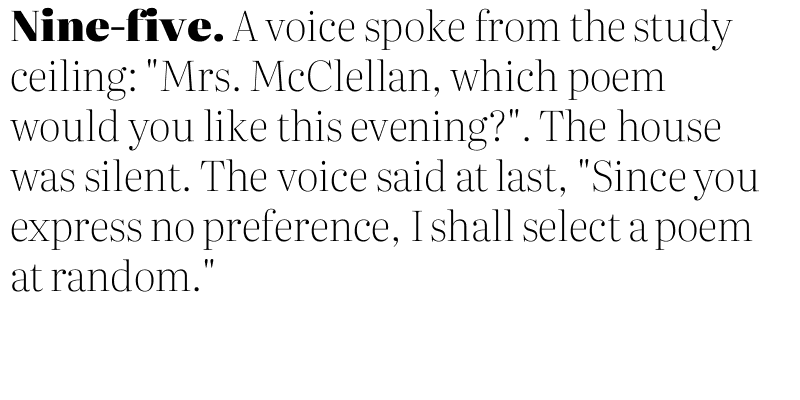 Nine-five. A voice spoke from the study
ceiling: "Mrs. McClellan, which poem
would you like this evening?". The house
was silent. The voice said at last, "Since you
express no preference, I shall select a poem
at random."